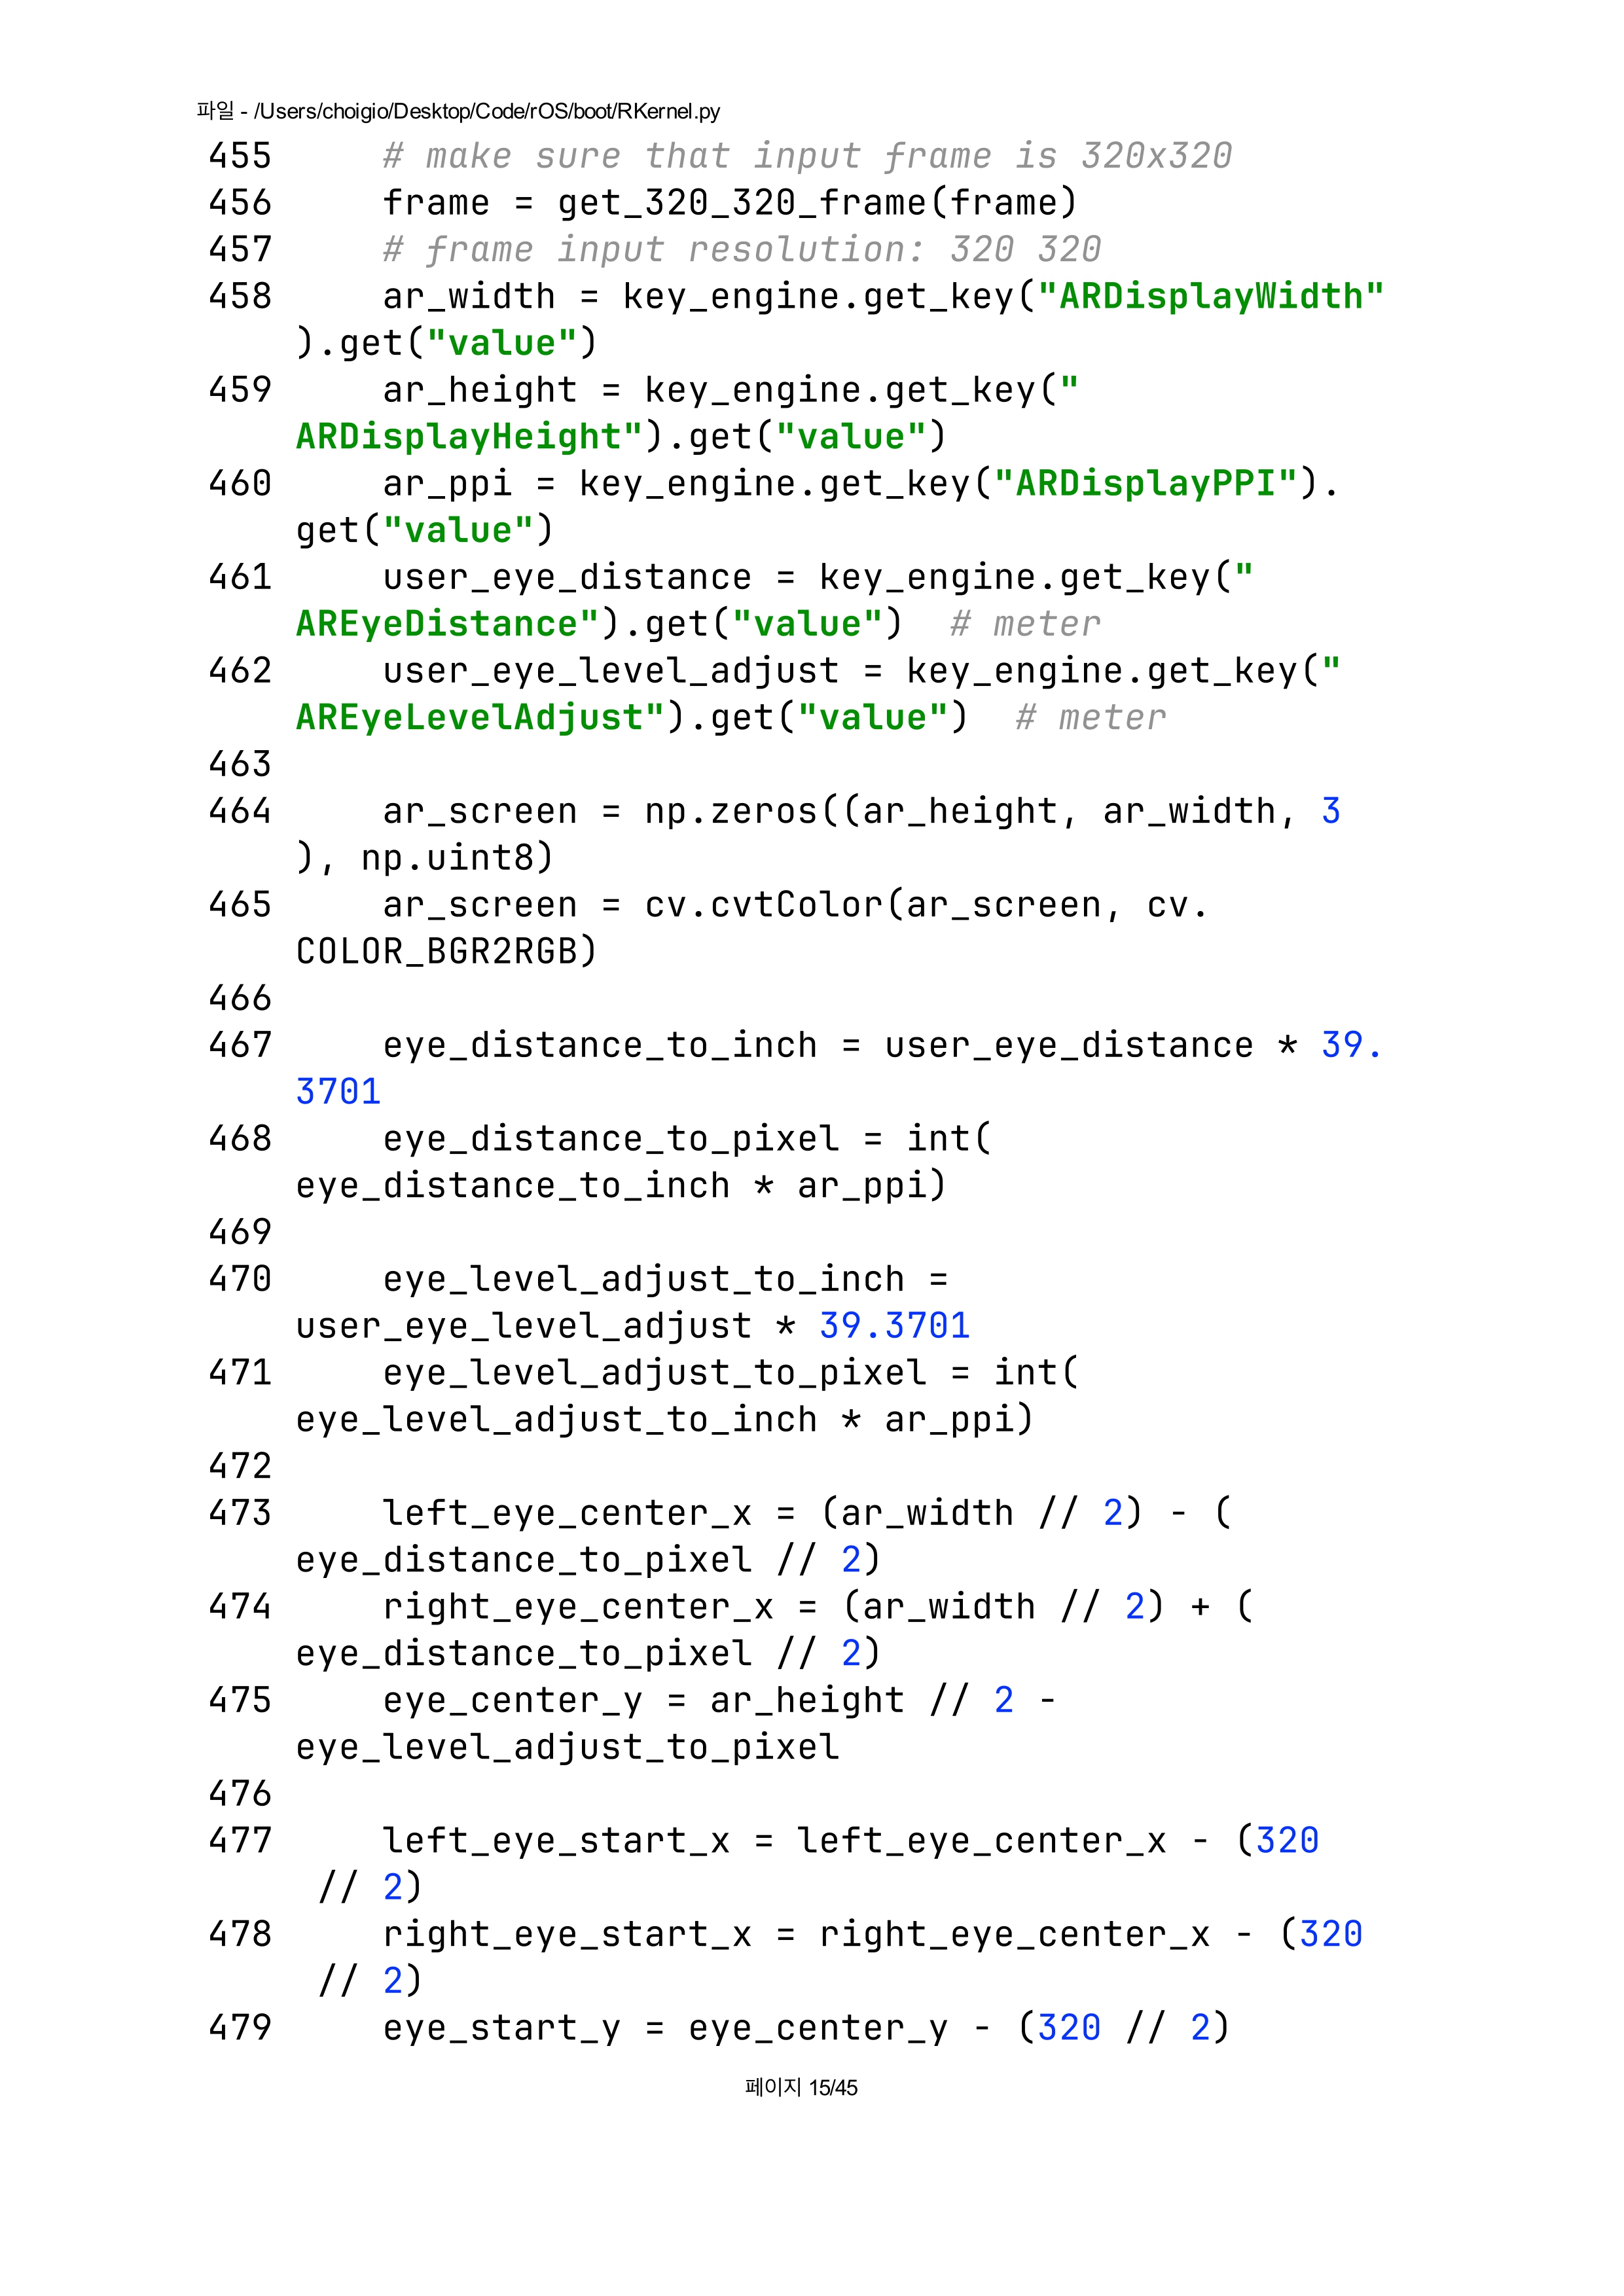 파일 - /Users/choigio/Desktop/Code/rOS/boot/RKernel.py
455     # make sure that input frame is 320x320
456     frame = get_320_320_frame(frame)
457     # frame input resolution: 320 320
458     ar_width = key_engine.get_key("ARDisplayWidth"
    ).get("value")
459     ar_height = key_engine.get_key("
    ARDisplayHeight").get("value")
460     ar_ppi = key_engine.get_key("ARDisplayPPI").
    get("value")
461     user_eye_distance = key_engine.get_key("
    AREyeDistance").get("value")  # meter
462     user_eye_level_adjust = key_engine.get_key("
    AREyeLevelAdjust").get("value")  # meter
463
464     ar_screen = np.zeros((ar_height, ar_width, 3
    ), np.uint8)
465     ar_screen = cv.cvtColor(ar_screen, cv.
    COLOR_BGR2RGB)
466
467     eye_distance_to_inch = user_eye_distance * 39.
    3701
468     eye_distance_to_pixel = int(
    eye_distance_to_inch * ar_ppi)
469
470     eye_level_adjust_to_inch =
    user_eye_level_adjust * 39.3701
471     eye_level_adjust_to_pixel = int(
    eye_level_adjust_to_inch * ar_ppi)
472
473     left_eye_center_x = (ar_width // 2) - (
    eye_distance_to_pixel // 2)
474     right_eye_center_x = (ar_width // 2) + (
    eye_distance_to_pixel // 2)
475     eye_center_y = ar_height // 2 -
    eye_level_adjust_to_pixel
476
477     left_eye_start_x = left_eye_center_x - (320
     // 2)
478     right_eye_start_x = right_eye_center_x - (320
     // 2)
479     eye_start_y = eye_center_y - (320 // 2)
페이지 15/45